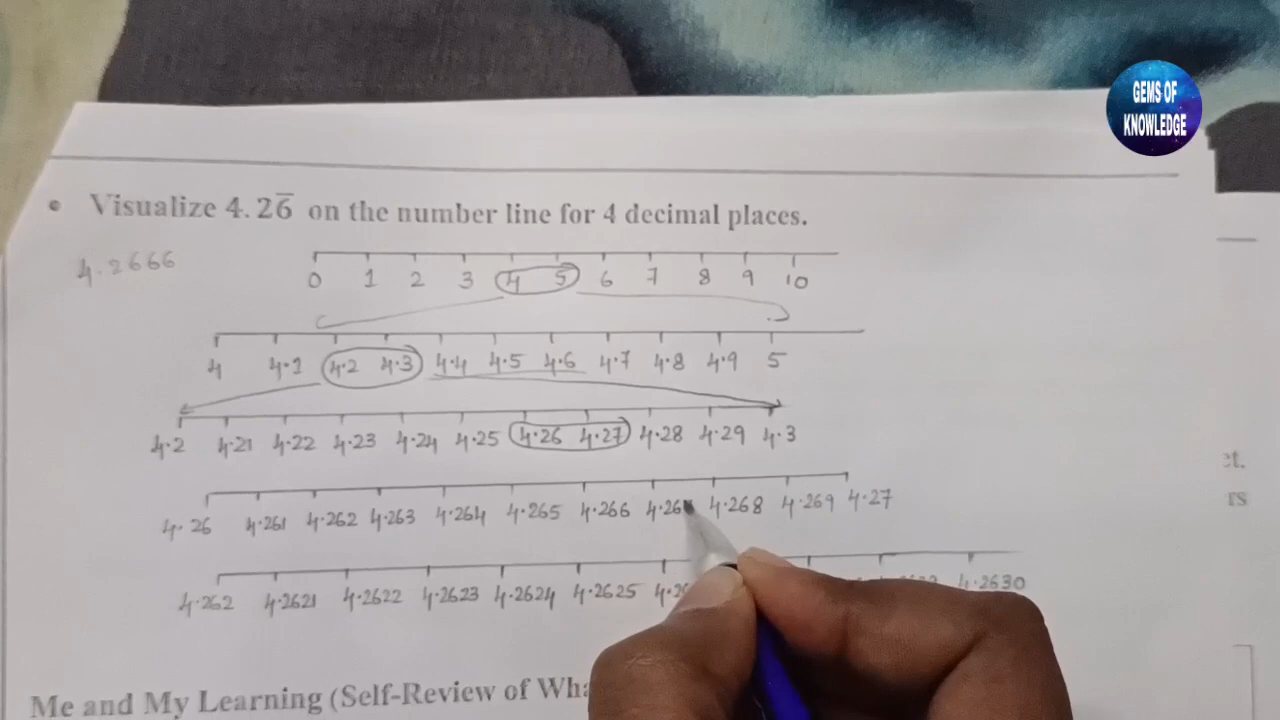 GEMS OF
KNOWLEDGE
• Visualize 4.26̅ on the number line for 4 decimal places.
4.2666
0 1 2 3 4 5 6 7 8 9 10
4 4.1 4.2 4.3 4.4 4.5 4.6 4.7 4.8 4.9 5
4.2 4.21 4.22 4.23 4.24 4.25 4.26 4.27 4.28 4.29 4.3
et.
rs
4.26 4.261 4.262 4.263 4.264 4.265 4.266 4.268 4.269 4.27
4.262 4.2621 4.2622 4.2623 4.2624 4.2625 4.2630
Me and My Learning (Self-Review of